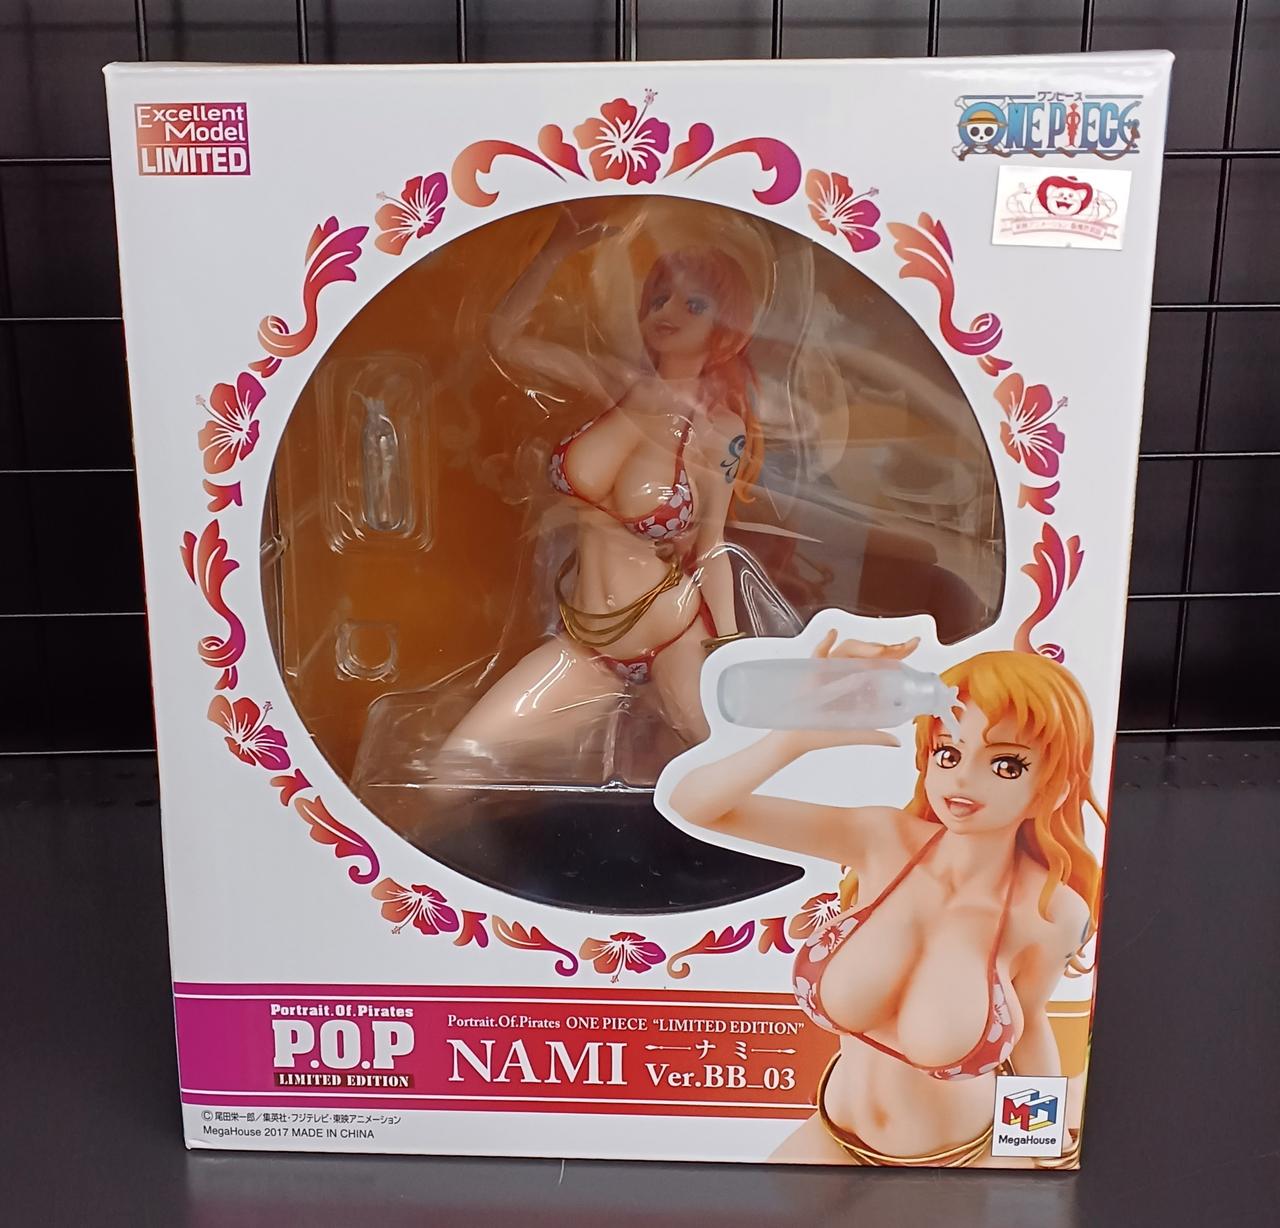 Excellent
Model
LIMITED
ワンピース
ONE PIECE
Portrait.Of.Pirates
P.O.P
LIMITED EDITION
Portrait.Of.Pirates ONE PIECE “LIMITED EDITION”
NAMI
ナミ
Ver.BB_03
Ⓒ尾田栄一郎／集英社・フジテレビ・東映アニメーション
MegaHouse 2017 MADE IN CHINA
MegaHouse